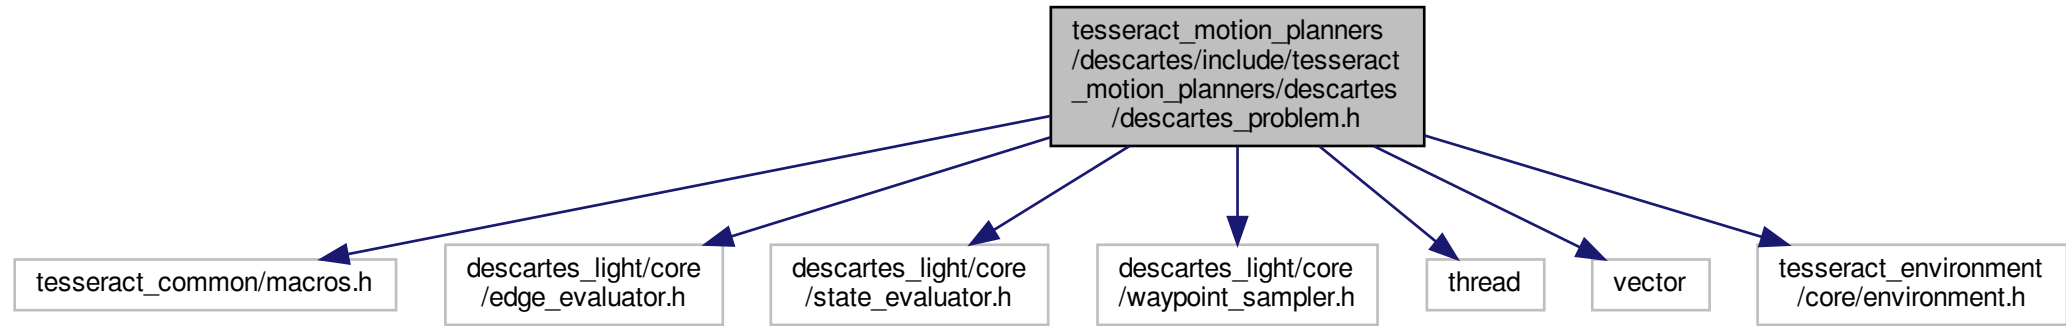 tesseract_motion_planners
/descartes/include/tesseract
_motion_planners/descartes
/descartes_problem.h
tesseract_common/macros.h
descartes_light/core
/edge_evaluator.h
descartes_light/core
/state_evaluator.h
descartes_light/core
/waypoint_sampler.h
thread
vector
tesseract_environment
/core/environment.h